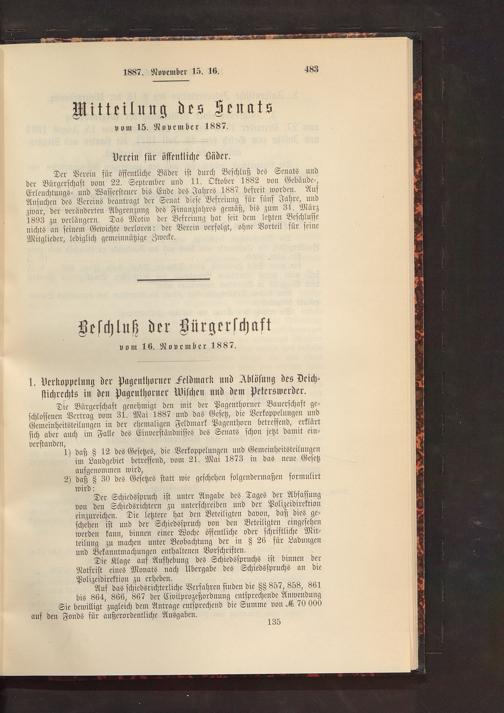 1887. November 15. 16.
483
Mitteilung des Senats
vom 15. November 1887.
Verein für öffentliche Bäder.
Der Verein für öffentliche Bäder ist durch Beschluß des Senats und
der Bürgerschaft vom 22. September und 11. Oktober 1882 von Gebäude-,
Erleuchtungs- und Wassersteuer bis Ende des Jahres 1887 befreit worden. Auf
Ansuchen des Vereins beantragt der Senat diese Befreiung für fünf Jahre, und
zwar, der veränderten Abgrenzung des Finanzjahres gemäß, bis zum 31. März
1893 zu verlängern. Das Motiv der Befreiung hat seit dem letzten Beschlusse
nichts an seinem Gewichte verloren: der Verein verfolgt, ohne Vorteil für seine
Mitglieder, lediglich gemeinnützige Zwecke.
Beschluß der Bürgerschaft
vom 16. November 1887.
1. Verkoppelung der Pagenthorner Feldmark und Ablösung des Deich-
stichrechts in den Pagenthorner Wischen und dem Peterswerder.
Die Bürgerschaft genehmigt den mit der Pagenthorner Bauerschaft ge-
schlossenen Vertrag vom 31. Mai 1887 und das Gesetz, die Verkoppelungen und
Gemeinheitsteilungen in der ehemaligen Feldmark Pagenthorn betreffend, erklärt
sich aber auch im Falle des Einverständnisses des Senats schon jetzt damit ein-
verstanden,
1) daß § 12 des Gesetzes, die Verkoppelungen und Gemeinheitsteilungen
im Landgebiet betreffend, vom 21. Mai 1873 in das neue Gesetz
aufgenommen wird,
2) daß § 30 des Gesetzes statt wie geschehen folgendermaßen formulirt
wird:
Der Schiedsspruch ist unter Angabe des Tages der Abfassung
von den Schiedsrichtern zu unterschreiben und der Polizeidirektion
einzureichen. Die letztere hat den Beteiligten davon, daß dies ge-
schehen ist und der Schiedsspruch von den Beteiligten eingesehen
werden kann, binnen einer Woche öffentliche oder schriftliche Mit-
teilung zu machen unter Beobachtung der in § 26 für Ladungen
und Bekanntmachungen enthaltenen Vorschriften.
Die Klage auf Aufhebung des Schiedsspruchs ist binnen der
Notfrist eines Monats nach Übergabe des Schiedsspruchs an die
Polizeidirektion zu erheben.
Auf das schiedsrichterliche Verfahren finden die §§ 857, 858, 861
bis 864, 866, 867 der Civilprozeßordnung entsprechende Anwendung
Sie bewilligt zugleich dem Antrage entsprechend die Summe von ℳ 70 000
auf den Fonds für außerordentliche Ausgaben.
135